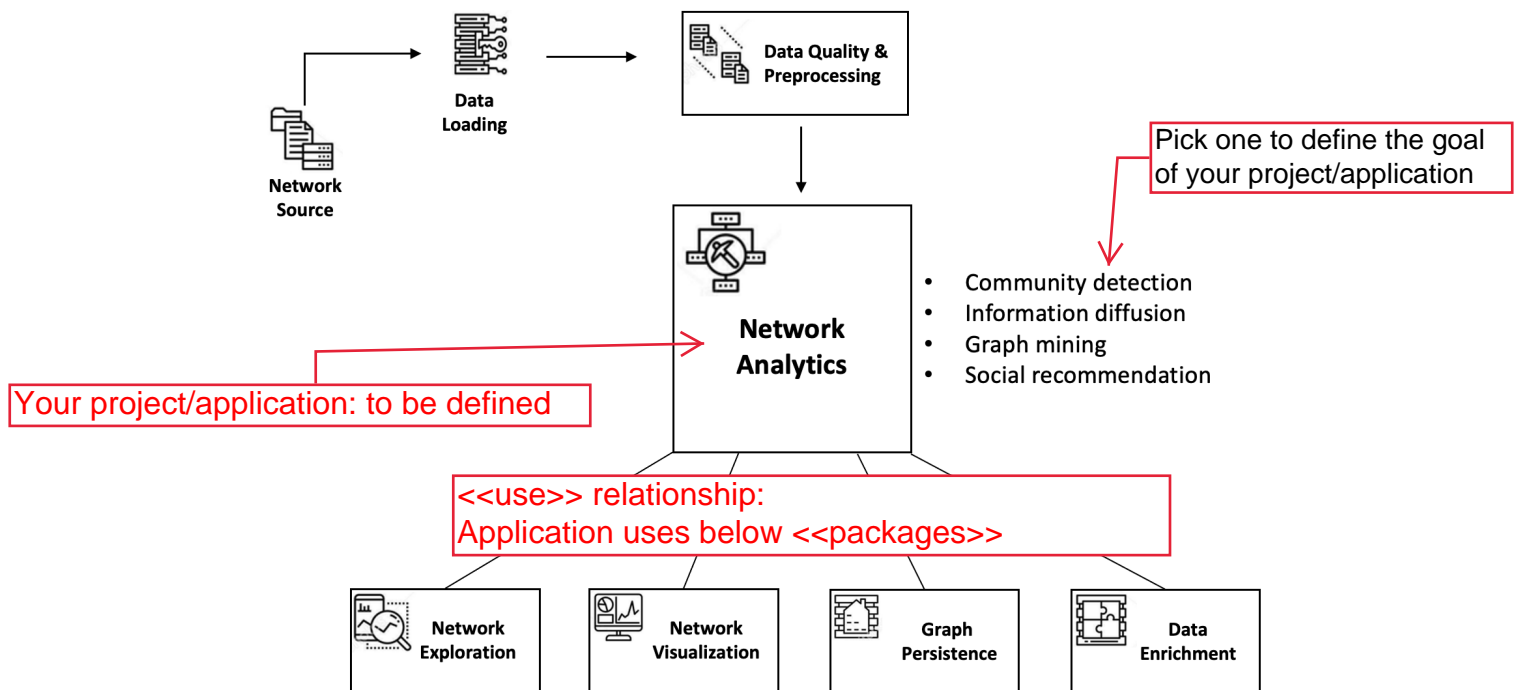 Data Quality &
Preprocessing
Data
Loading
Network
Source
Pick one to define the goal
of your project/application
• Community detection
• Information diffusion
• Graph mining
• Social recommendation
Network
Analytics
Your project/application: to be defined
<<use>> relationship:
Application uses below <<packages>>
Network
Exploration
Network
Visualization
Graph
Persistence
Data
Enrichment